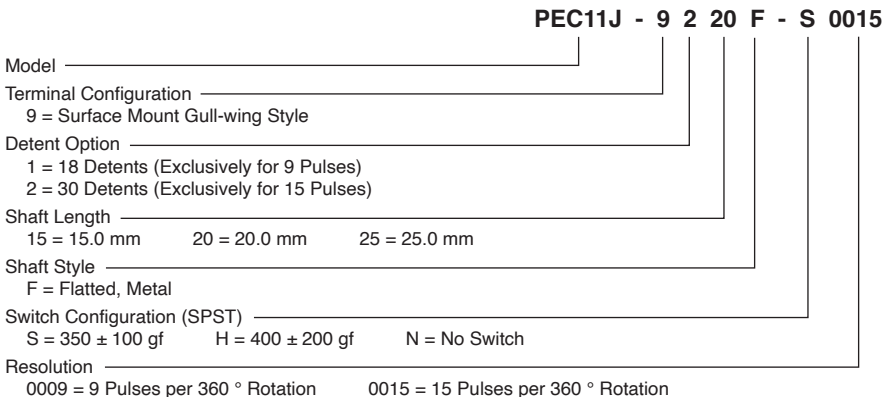 PEC11J - 9 2 20 F - S 0015
Model
Terminal Configuration
9 = Surface Mount Gull-wing Style
Detent Option
1 = 18 Detents (Exclusively for 9 Pulses)
2 = 30 Detents (Exclusively for 15 Pulses)
Shaft Length
15 = 15.0 mm 20 = 20.0 mm 25 = 25.0 mm
Shaft Style
F = Flatted, Metal
Switch Configuration (SPST)
S = 350 ± 100 gf H = 400 ± 200 gf N = No Switch
Resolution
0009 = 9 Pulses per 360 ° Rotation 0015 = 15 Pulses per 360 ° Rotation